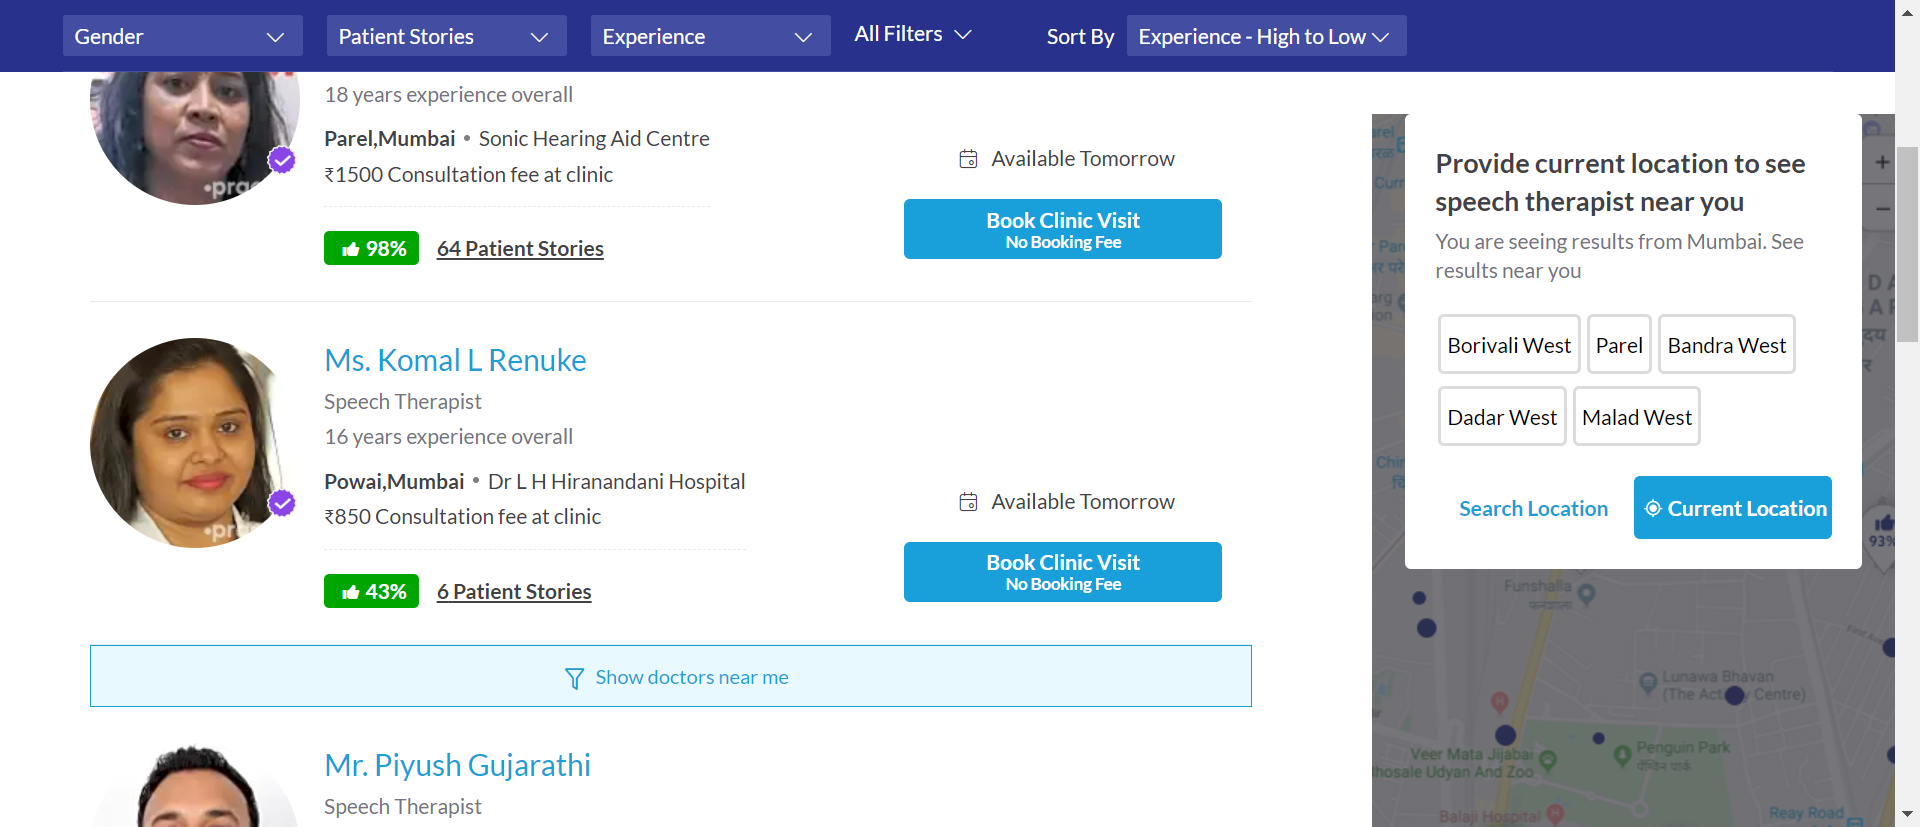 Gender
Patient Stories
Experience
All Filters
Sort By
Experience - High to Low
18 years experience overall
Parel,Mumbai • Sonic Hearing Aid Centre
₹1500 Consultation fee at clinic
98%
64 Patient Stories
Available Tomorrow
Book Clinic Visit
No Booking Fee
Ms. Komal L Renuke
Speech Therapist
16 years experience overall
Powai,Mumbai • Dr L H Hiranandani Hospital
₹850 Consultation fee at clinic
43%
6 Patient Stories
Available Tomorrow
Book Clinic Visit
No Booking Fee
Show doctors near me
Mr. Piyush Gujarathi
Speech Therapist
Provide current location to see
speech therapist near you
You are seeing results from Mumbai. See
results near you
Borivali West
Parel
Bandra West
Dadar West
Malad West
Search Location
Current Location
93%
Funshalla
Lunawa Bhavan
Penguin Park
पेंग्विन पार्क
Veer Mata Jijabai
Udyan And Zoo
Balaji Hospital
Reay Road